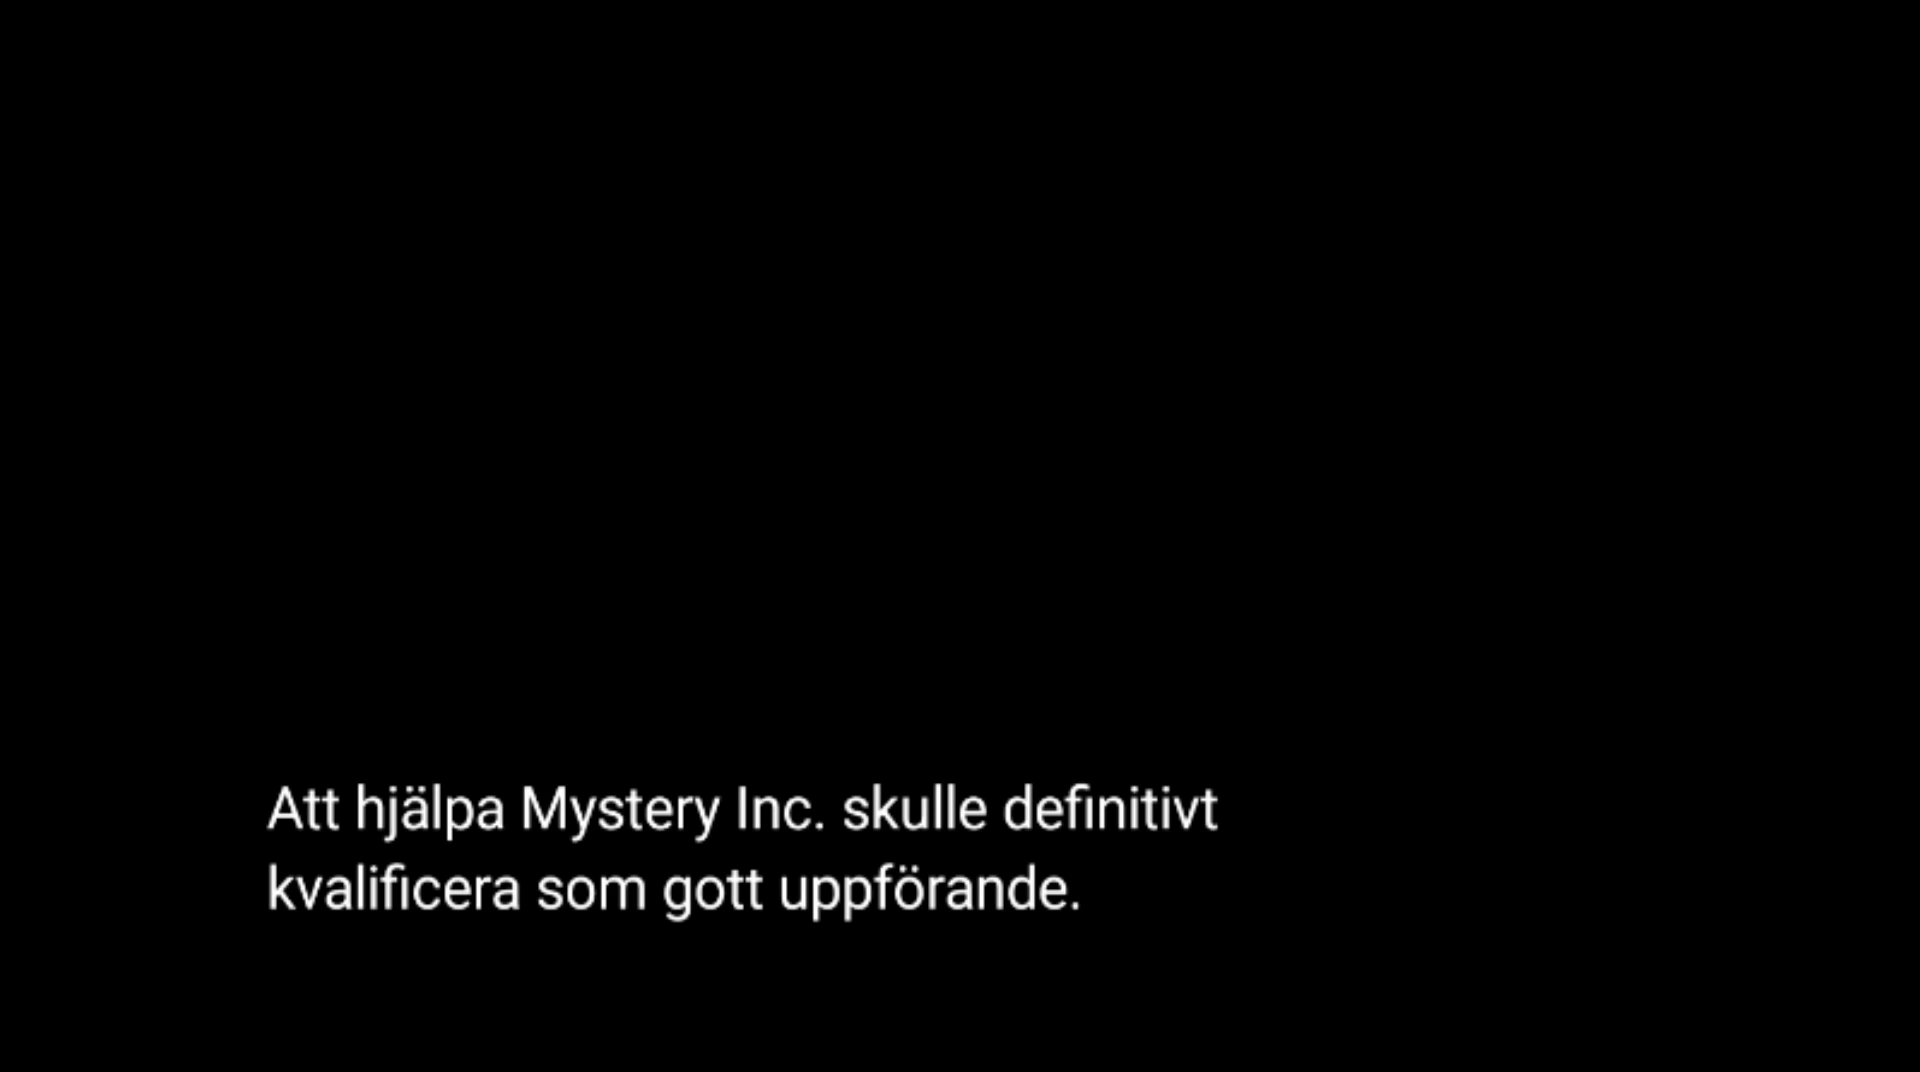 Att hjälpa Mystery Inc. skulle definitivt
kvalificera som gott uppförande.